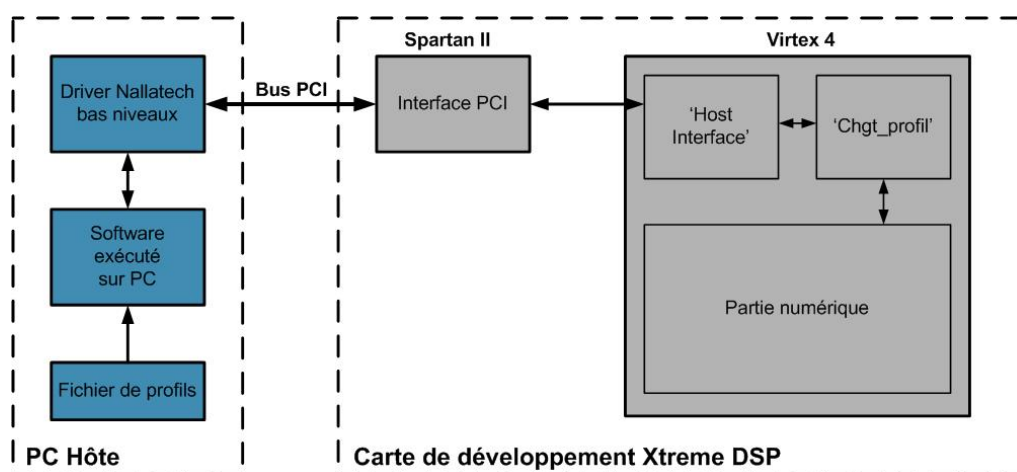 Spartan II
Virtex 4
Driver Nallatech
bas niveaux
Bus PCI
Interface PCI
‘Host
Interface’
‘Chgt_profil’
Software
exécuté
sur PC
Partie numérique
Fichier de profils
PC Hôte
Carte de développement Xtreme DSP